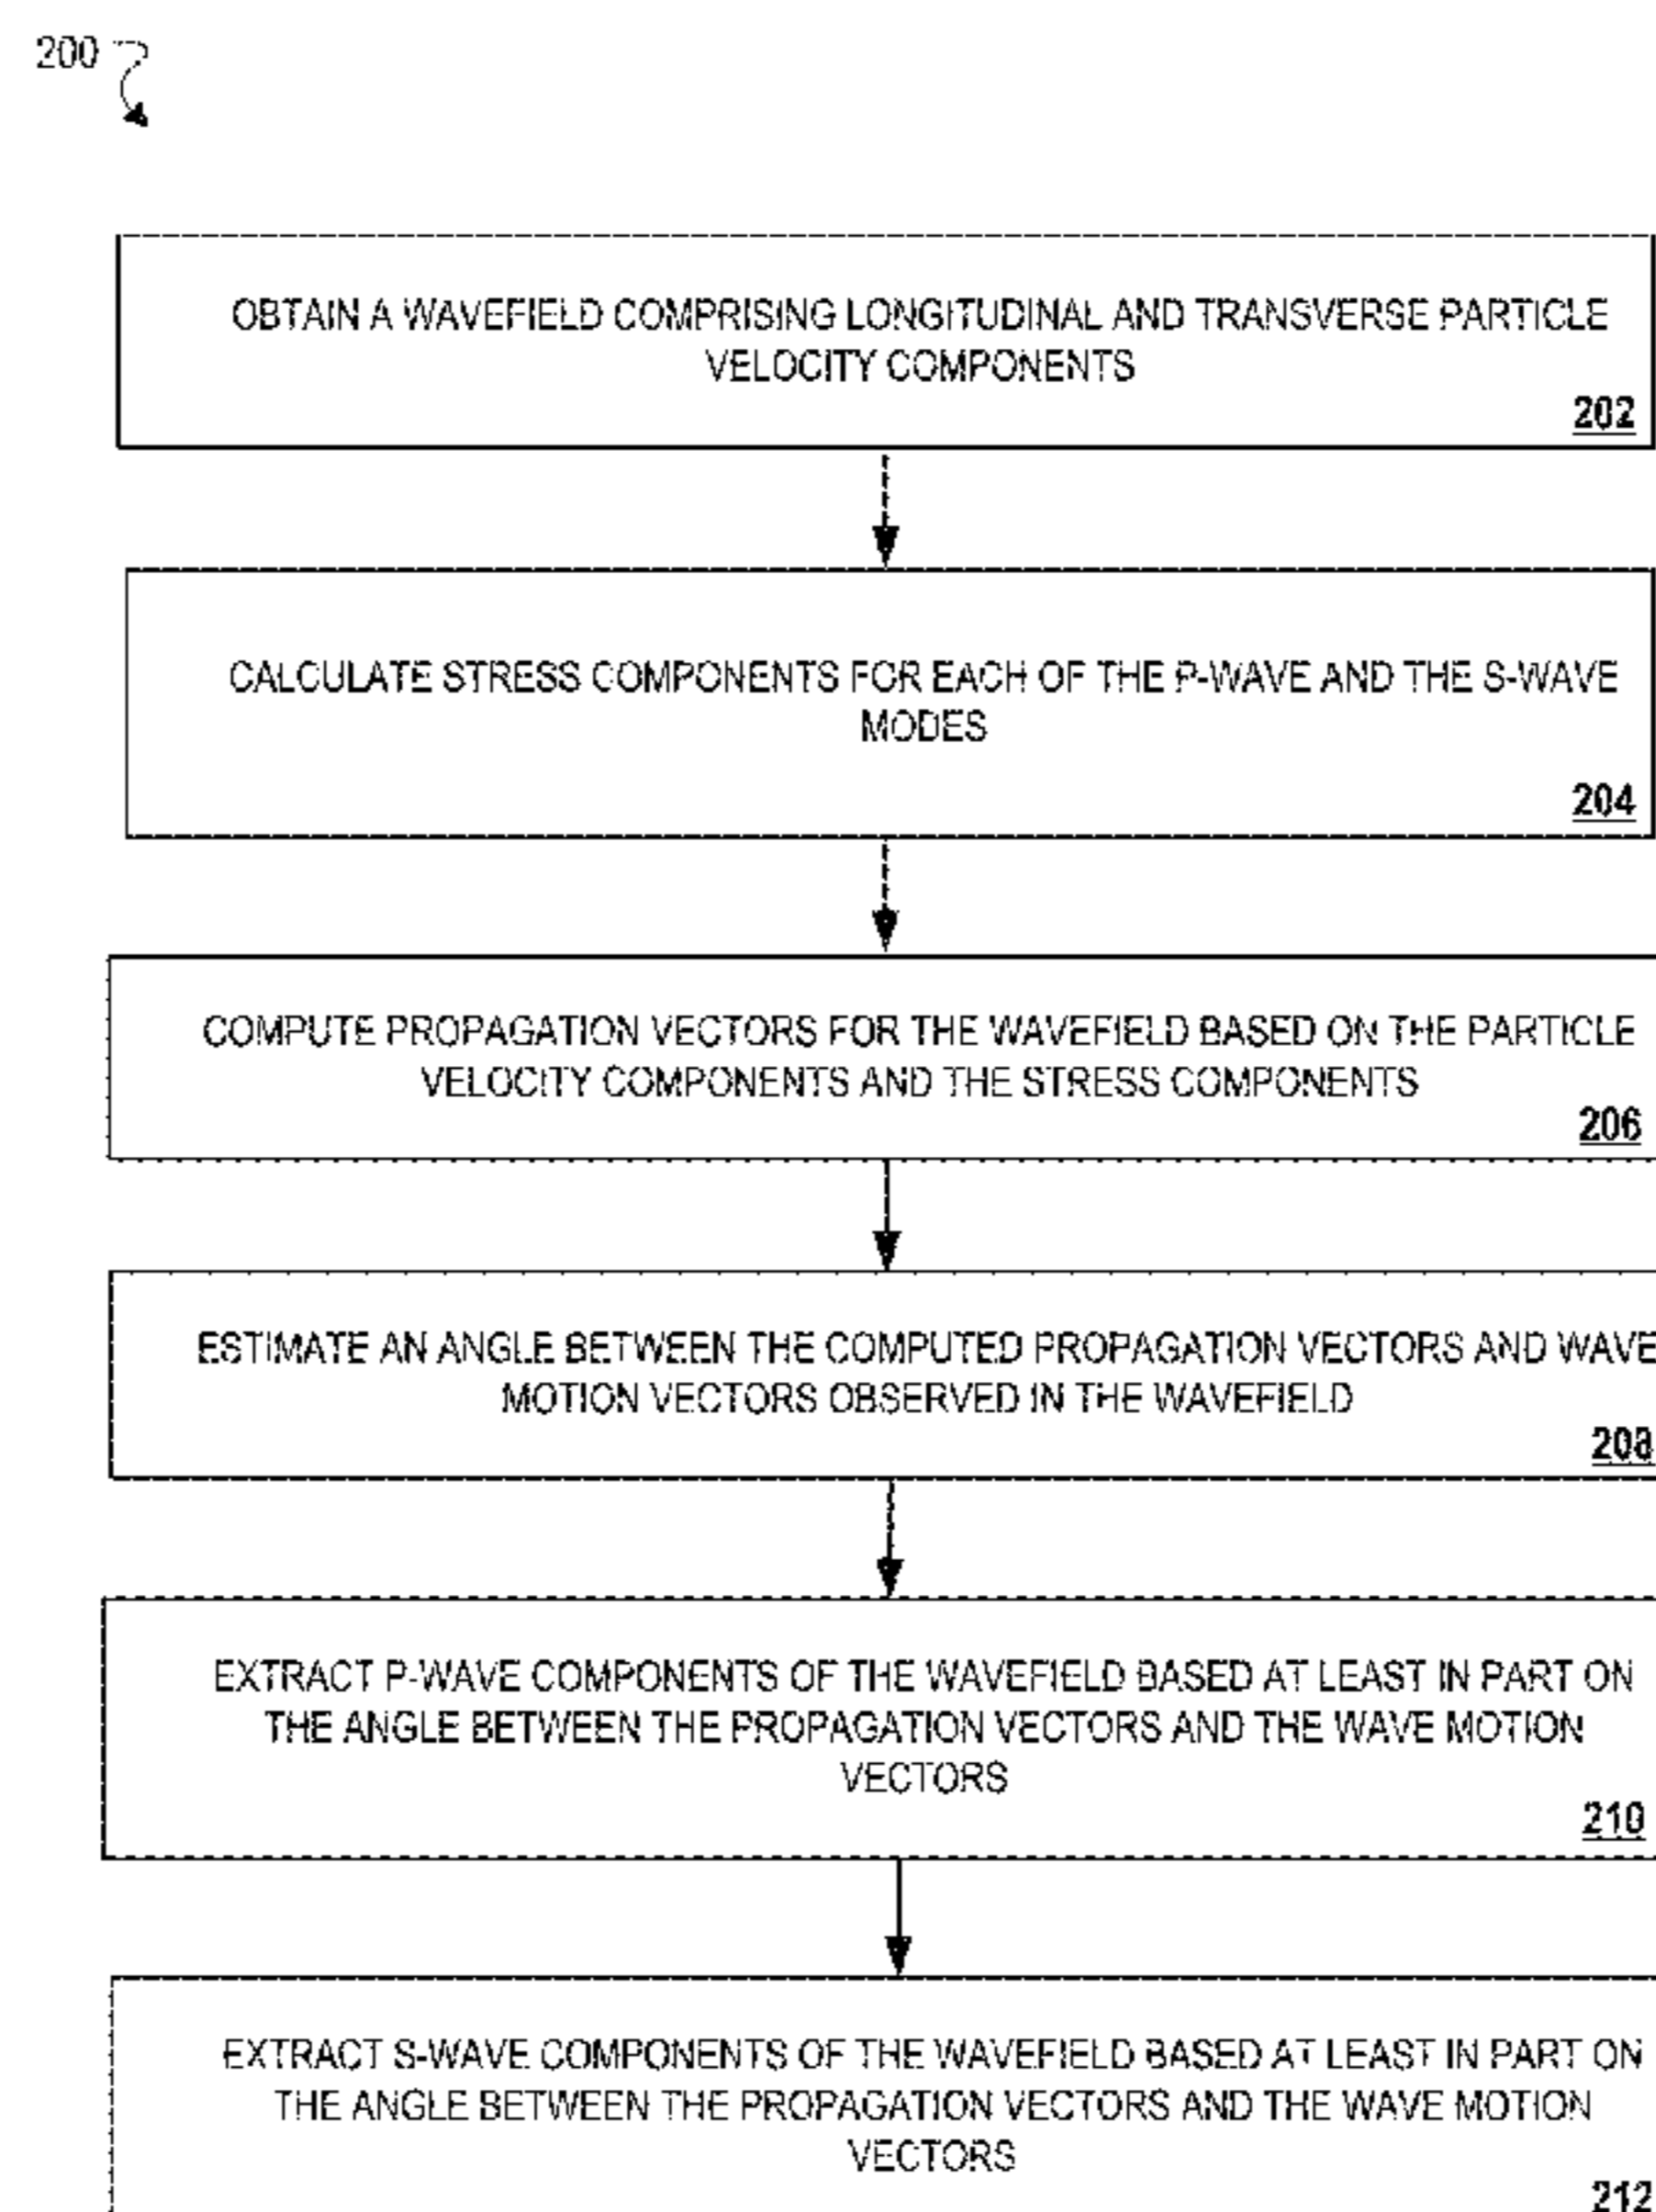 200
OBTAIN A WAVEFIELD COMPRISING LONGITUDINAL AND TRANSVERSE PARTICLE
VELOCITY COMPONENTS
202
CALCULATE STRESS COMPONENTS FOR EACH OF THE P-WAVE AND THE S-WAVE
MODES
204
COMPUTE PROPAGATION VECTORS FOR THE WAVEFIELD BASED ON THE PARTICLE
VELOCITY COMPONENTS AND THE STRESS COMPONENTS
206
ESTIMATE AN ANGLE BETWEEN THE COMPUTED PROPAGATION VECTORS AND WAVE
MOTION VECTORS OBSERVED IN THE WAVEFIELD
208
EXTRACT P-WAVE COMPONENTS OF THE WAVEFIELD BASED AT LEAST IN PART ON
THE ANGLE BETWEEN THE PROPAGATION VECTORS AND THE WAVE MOTION
VECTORS
210
EXTRACT S-WAVE COMPONENTS OF THE WAVEFIELD BASED AT LEAST IN PART ON
THE ANGLE BETWEEN THE PROPAGATION VECTORS AND THE WAVE MOTION
VECTORS
212